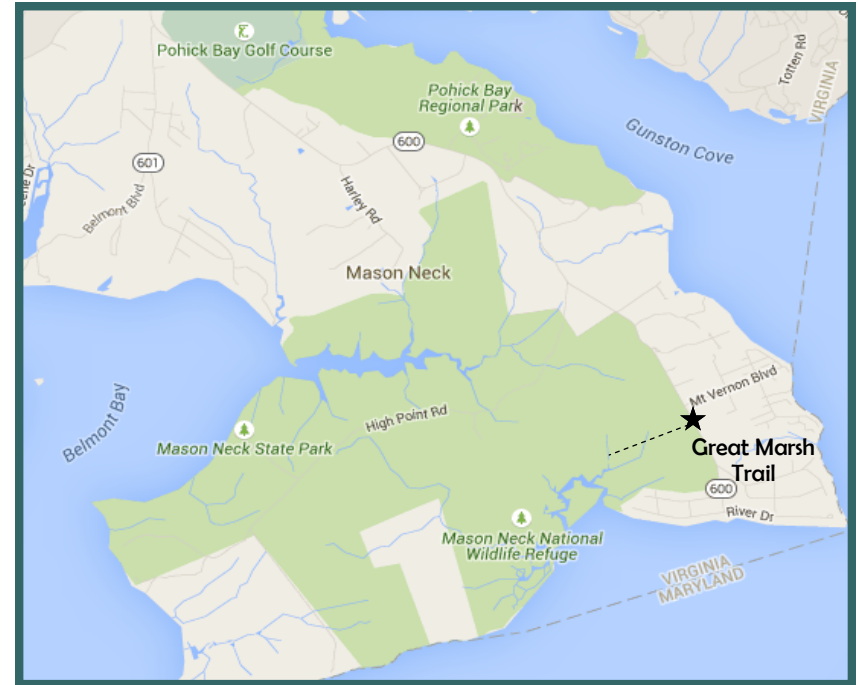 Pohick Bay Golf Course
Pohick Bay
Regional Park
Totten Rd
VIRGINIA
Gunston Cove
600
601
Harley Rd
Belmont Blvd
Mason Neck
Mt Vernon Blvd
Belmont Bay
High Point Rd
Mason Neck State Park
Great Marsh
Trail
600
River Dr
Mason Neck National
Wildlife Refuge
VIRGINIA
MARYLAND